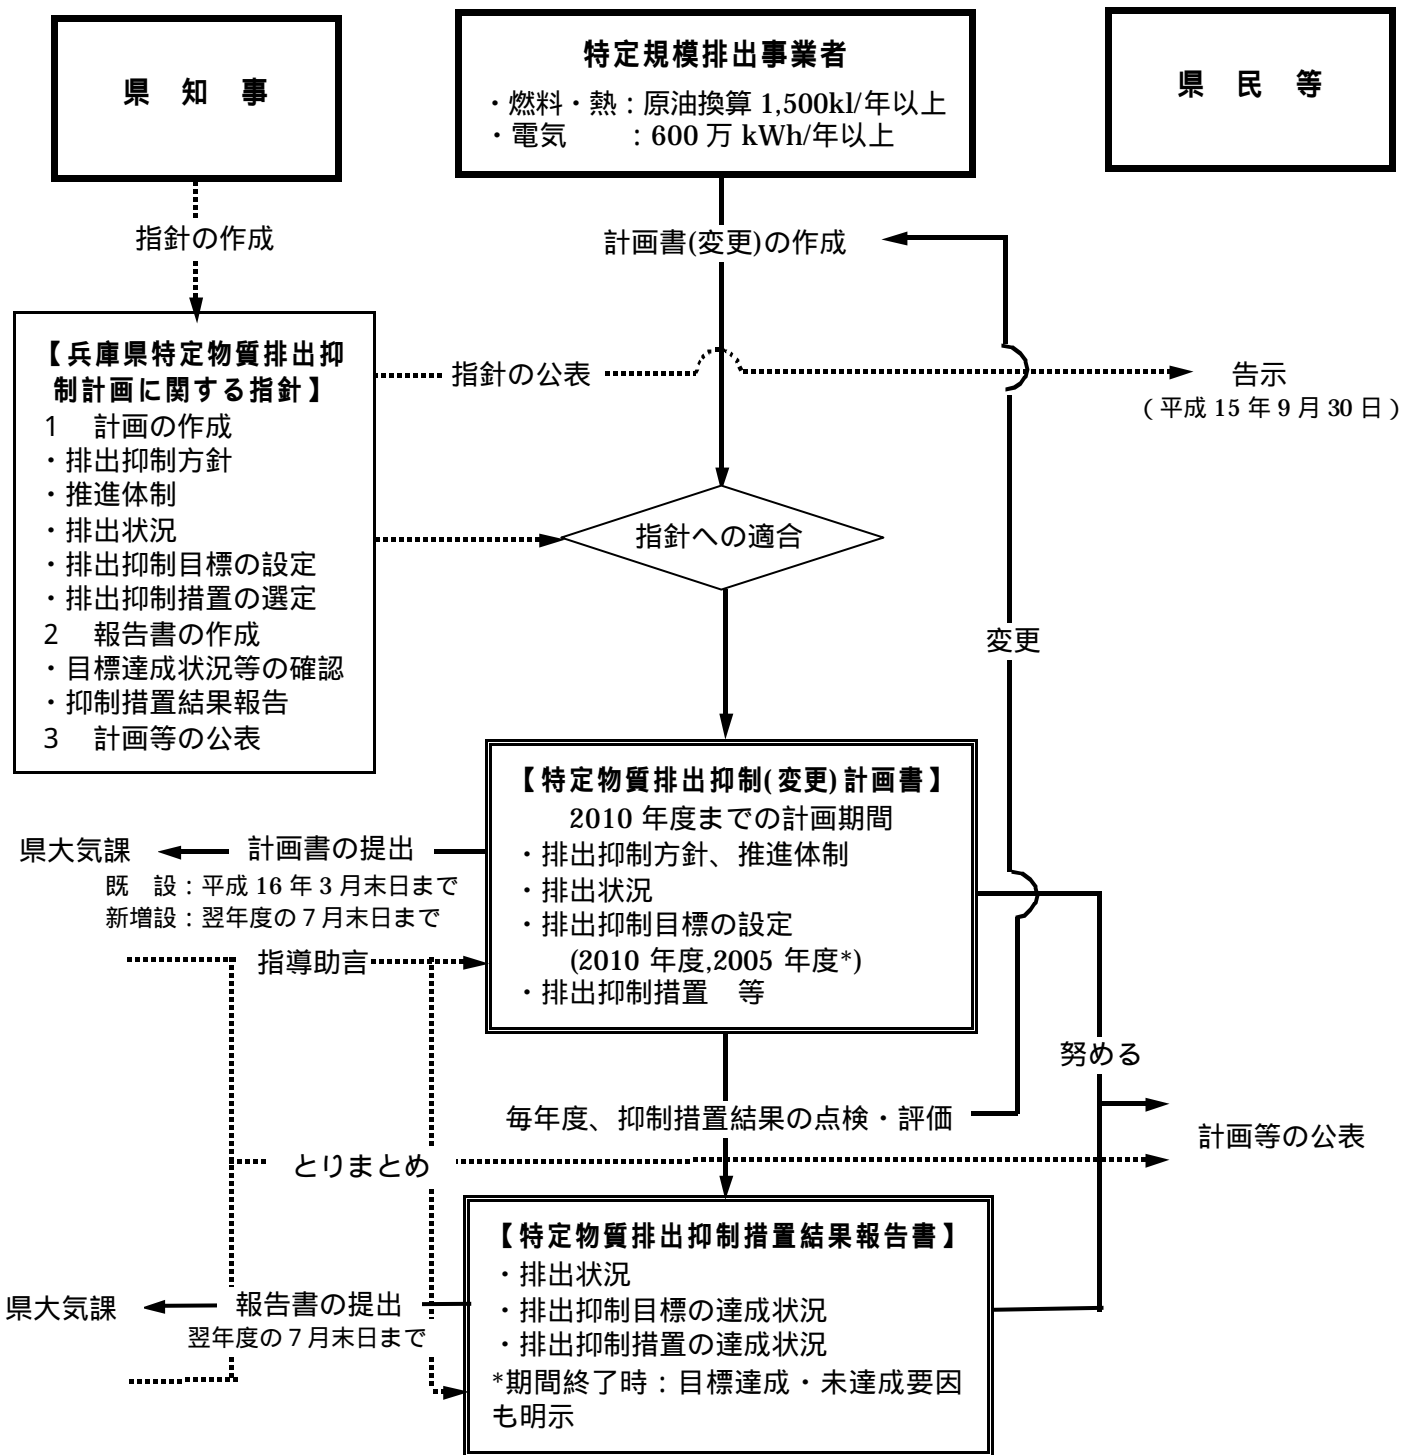 県 知 事
特定規模排出事業者
・燃料・熱：原油換算 1,500kl/年以上
・電気　　：600 万 kWh/年以上
県 民 等
指針の作成
計画書(変更)の作成
【兵庫県特定物質排出抑
制計画に関する指針】
1　計画の作成
・排出抑制方針
・推進体制
・排出状況
・排出抑制目標の設定
・排出抑制措置の選定
2　報告書の作成
・目標達成状況等の確認
・抑制措置結果報告
3　計画等の公表
指針の公表
告示
（平成 15 年 9 月 30 日）
指針への適合
変更
【特定物質排出抑制(変更)計画書】
2010 年度までの計画期間
・排出抑制方針、推進体制
・排出状況
・排出抑制目標の設定
(2010 年度,2005 年度*)
・排出抑制措置　等
県大気課
計画書の提出
既　設：平成 16 年 3 月末日まで
新増設：翌年度の７月末日まで
指導助言
努める
毎年度、抑制措置結果の点検・評価
計画等の公表
とりまとめ
【特定物質排出抑制措置結果報告書】
・排出状況
・排出抑制目標の達成状況
・排出抑制措置の達成状況
*期間終了時：目標達成・未達成要因
も明示
県大気課
報告書の提出
翌年度の７月末日まで